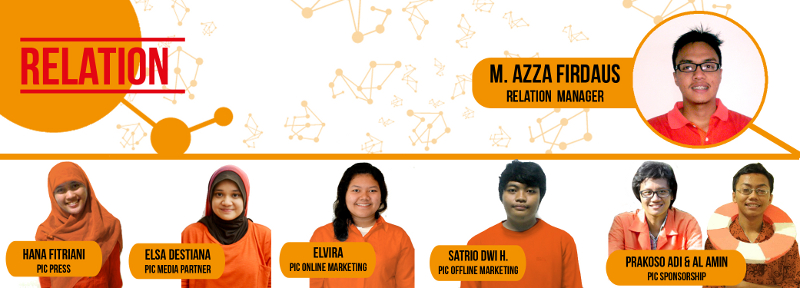 RELATION
M. AZZA FIRDAUS
RELATION MANAGER
HANA FITRIANI
PIC PRESS
ELSA DESTIANA
PIC MEDIA PARTNER
ELVIRA
PIC ONLINE MARKETING
SATRIO DWI H.
PIC OFFLINE MARKETING
PRAKOSO ADI & AL AMIN
PIC SPONSORSHIP